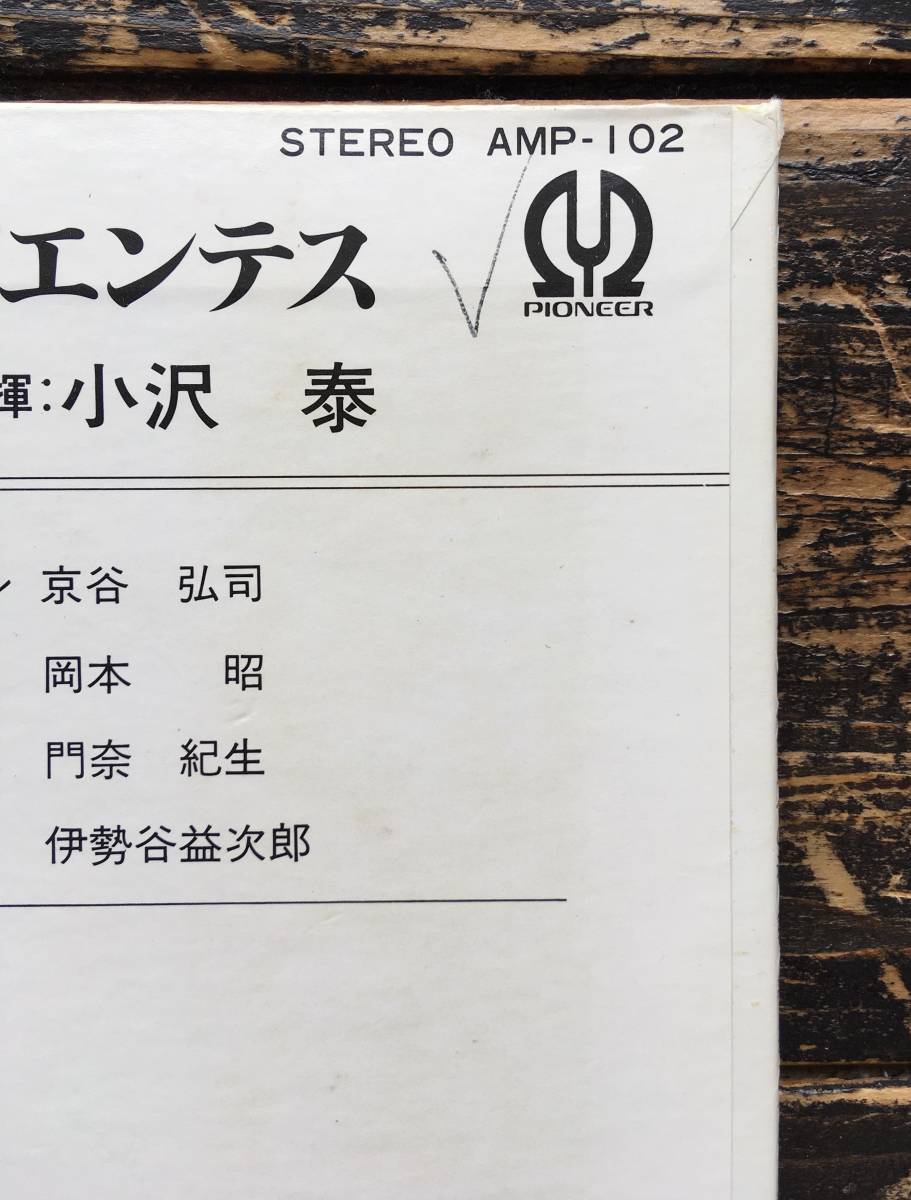 STEREO AMP-102
エンテス
PIONEER
揮:小沢 泰
ン 京谷 弘司
岡本 昭
門奈 紀生
伊勢谷益次郎